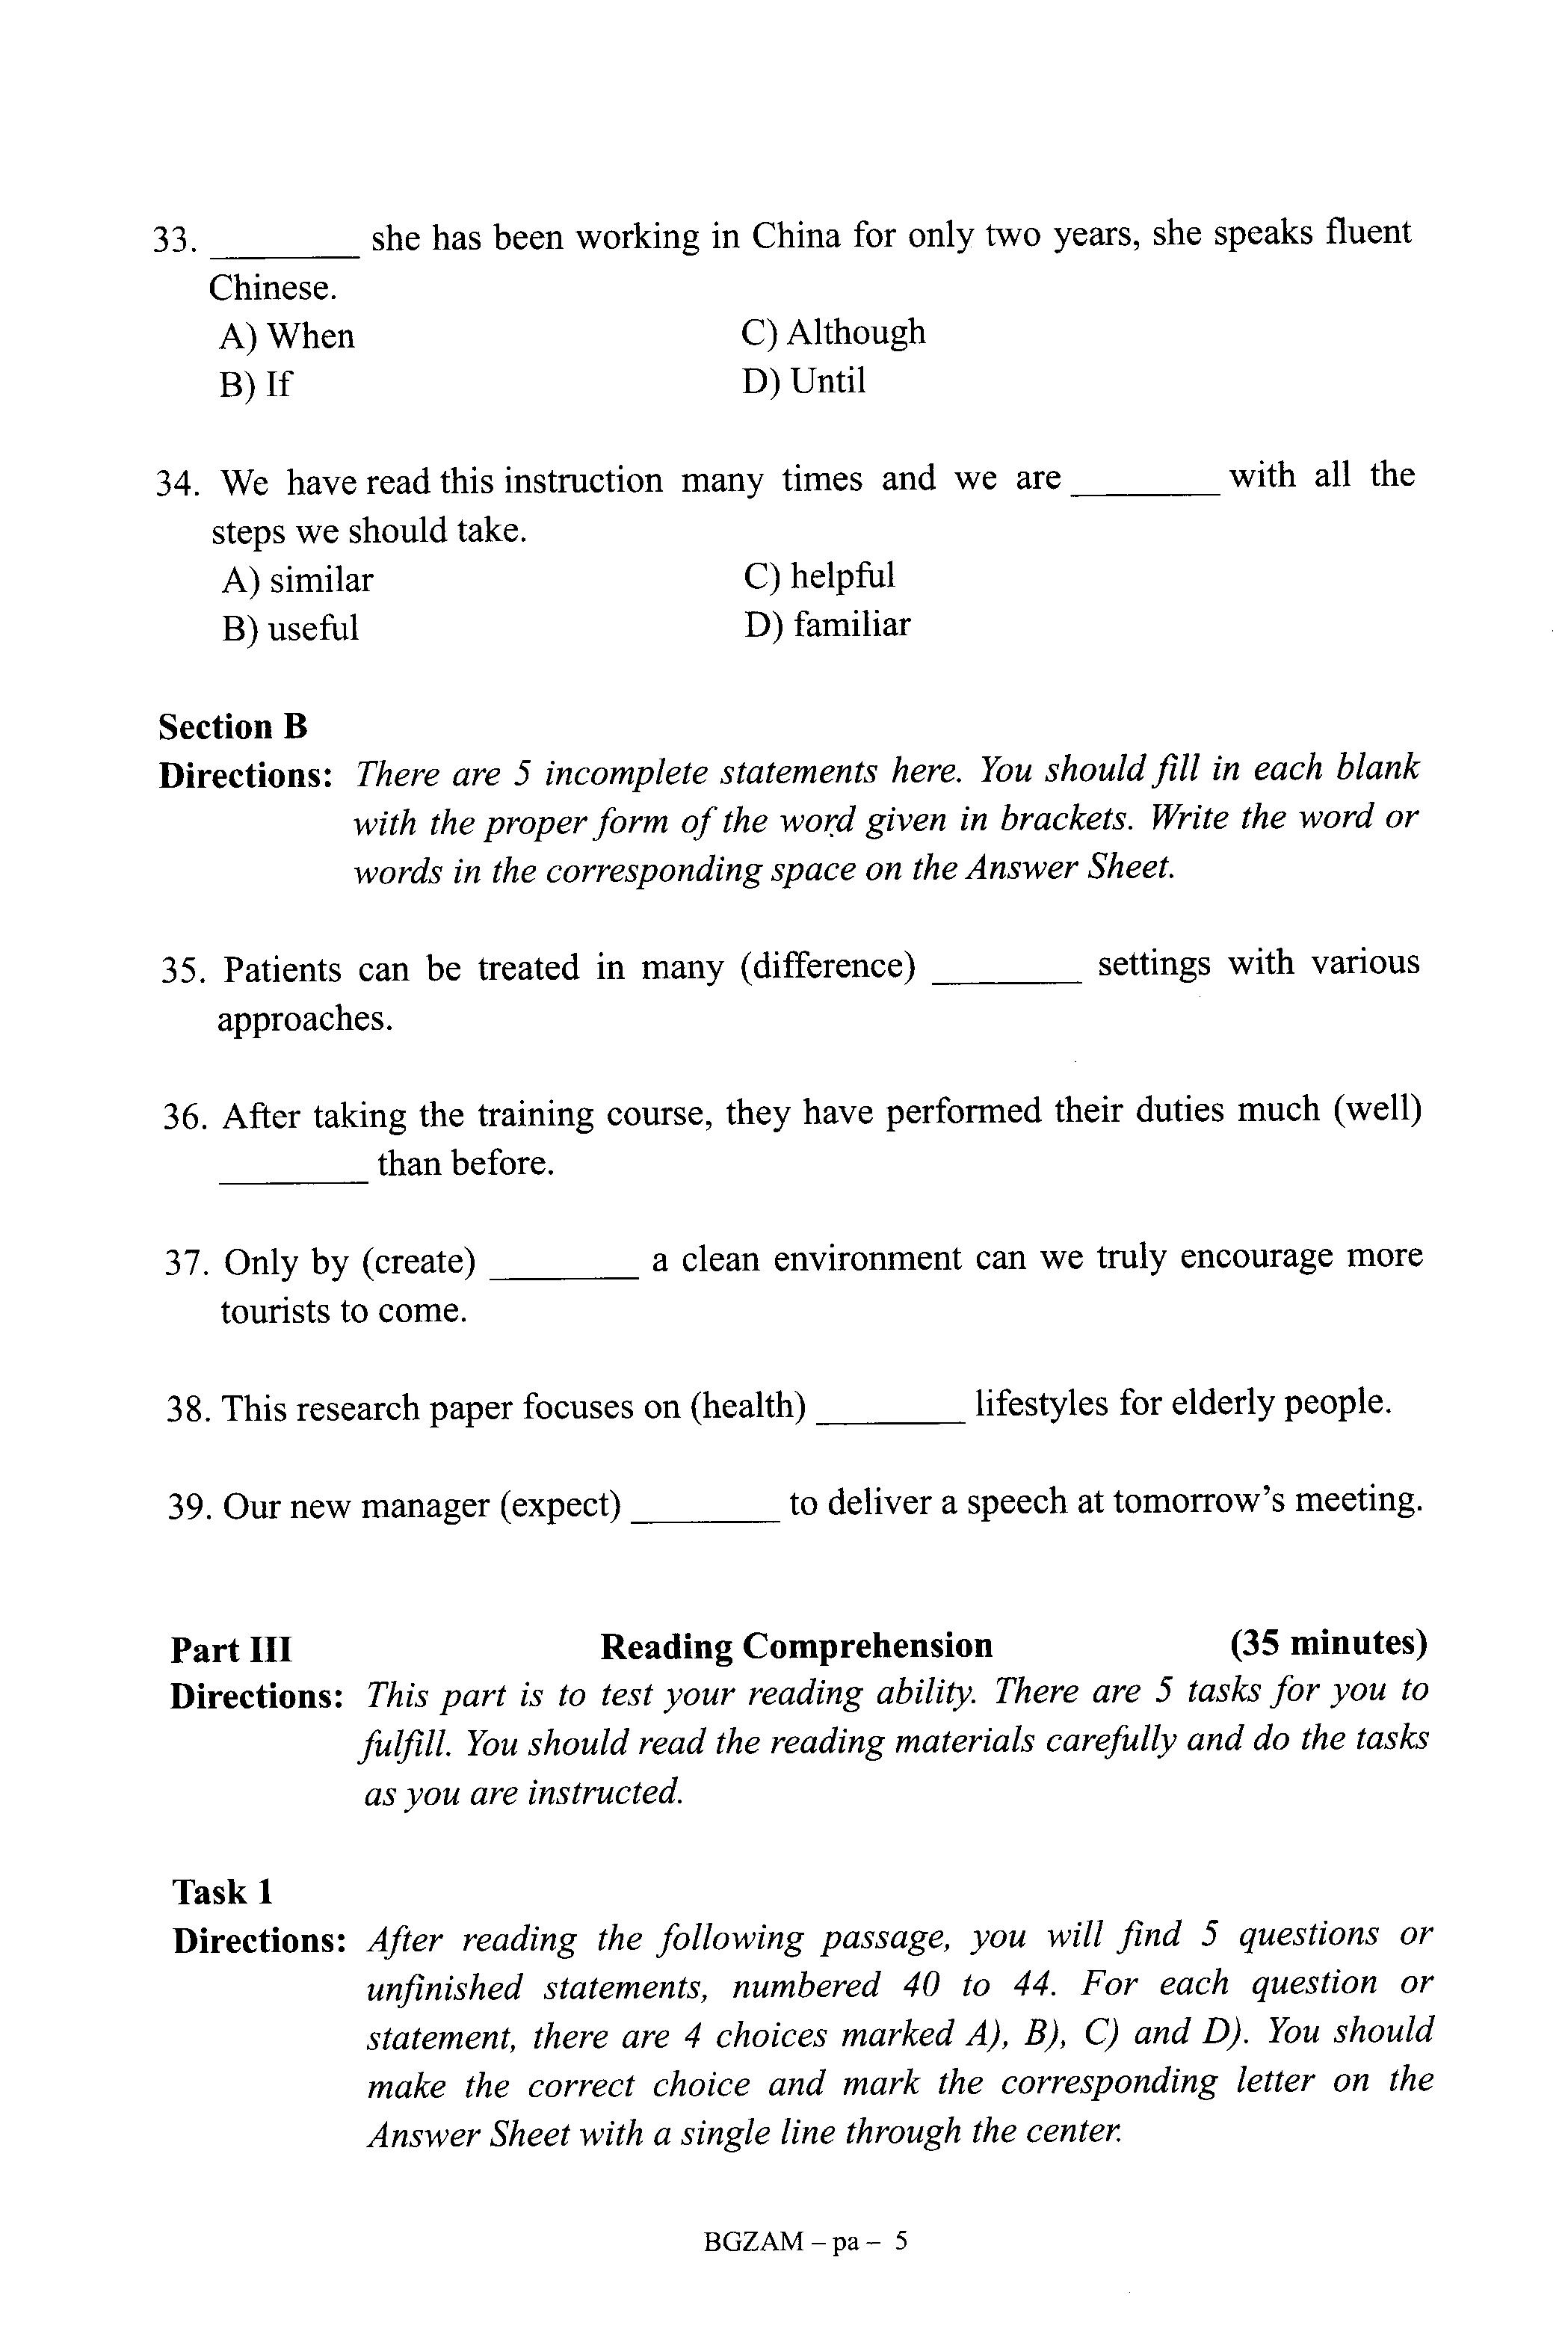 33. ________ she has been working in China for only two years, she speaks fluent
Chinese.
A) When C) Although
B) If D) Until
34. We have read this instruction many times and we are ________ with all the
steps we should take.
A) similar C) helpful
B) useful D) familiar
Section B
Directions: There are 5 incomplete statements here. You should fill in each blank
with the proper form of the word given in brackets. Write the word or
words in the corresponding space on the Answer Sheet.
35. Patients can be treated in many (difference) ________ settings with various
approaches.
36. After taking the training course, they have performed their duties much (well)
________ than before.
37. Only by (create) ________ a clean environment can we truly encourage more
tourists to come.
38. This research paper focuses on (health) ________ lifestyles for elderly people.
39. Our new manager (expect) ________ to deliver a speech at tomorrow's meeting.
Part III Reading Comprehension (35 minutes)
Directions: This part is to test your reading ability. There are 5 tasks for you to
fulfill. You should read the reading materials carefully and do the tasks
as you are instructed.
Task 1
Directions: After reading the following passage, you will find 5 questions or
unfinished statements, numbered 40 to 44. For each question or
statement, there are 4 choices marked A), B), C) and D). You should
make the correct choice and mark the corresponding letter on the
Answer Sheet with a single line through the center.
BGZAM – pa – 5